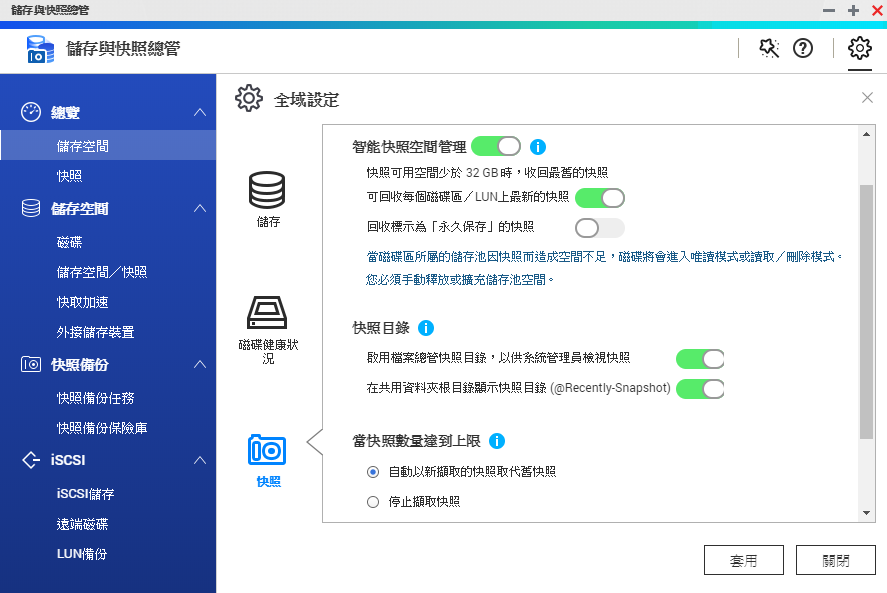 儲存與快照總管
儲存與快照總管
總覽
儲存空間
快照
儲存空間
磁碟
儲存空間／快照
快取加速
外接儲存裝置
快照備份
快照備份任務
快照備份保險庫
iSCSI
iSCSI儲存
遠端磁碟
LUN備份
全域設定
儲存
磁碟健康狀
況
快照
智能快照空間管理
快照可用空間少於 32 GB 時，收回最舊的快照
可回收每個磁碟區／LUN上最新的快照
回收標示為「永久保存」的快照
當磁碟區所屬的儲存池因快照而造成空間不足，磁碟將會進入唯讀模式或讀取／刪除模式。
您必須手動釋放或擴充儲存池空間。
快照目錄
啟用檔案總管快照目錄，以供系統管理員檢視快照
在共用資料夾根目錄顯示快照目錄 (@Recently-Snapshot)
當快照數量達到上限
自動以新擷取的快照取代舊快照
停止擷取快照
套用
關閉